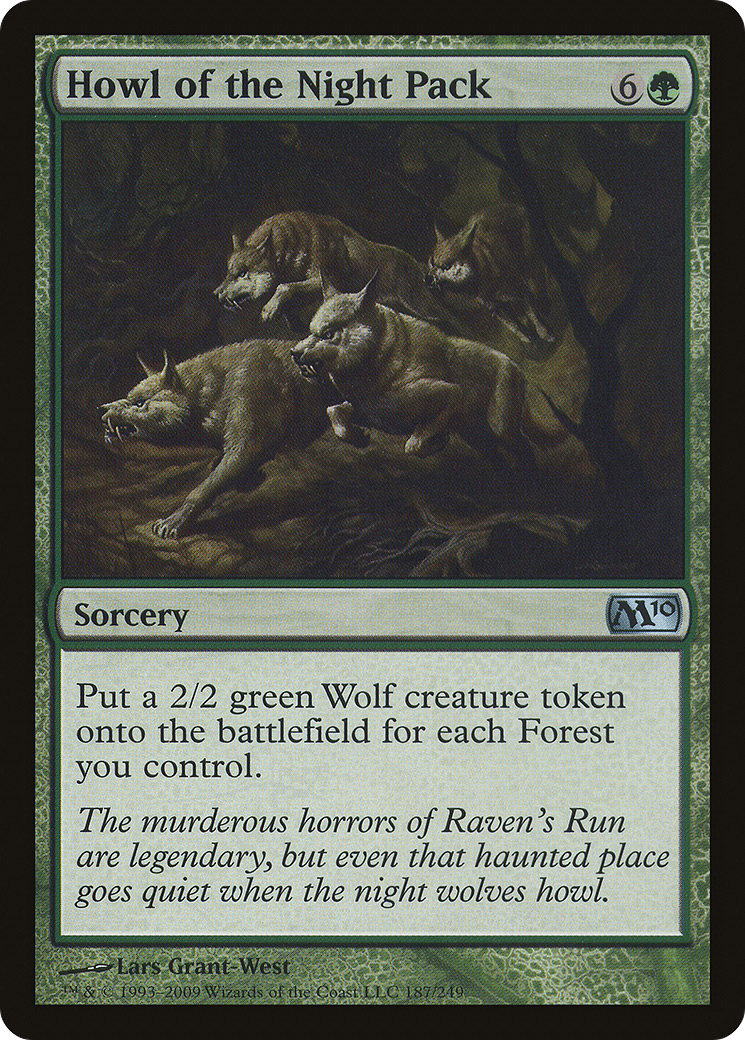 Howl of the Night Pack 6
Sorcery M10
Put a 2/2 green Wolf creature token
onto the battlefield for each Forest
you control.
The murderous horrors of Raven's Run
are legendary, but even that haunted place
goes quiet when the night wolves howl.
Lars Grant-West
™ & © 1993–2009 Wizards of the Coast LLC 187/249